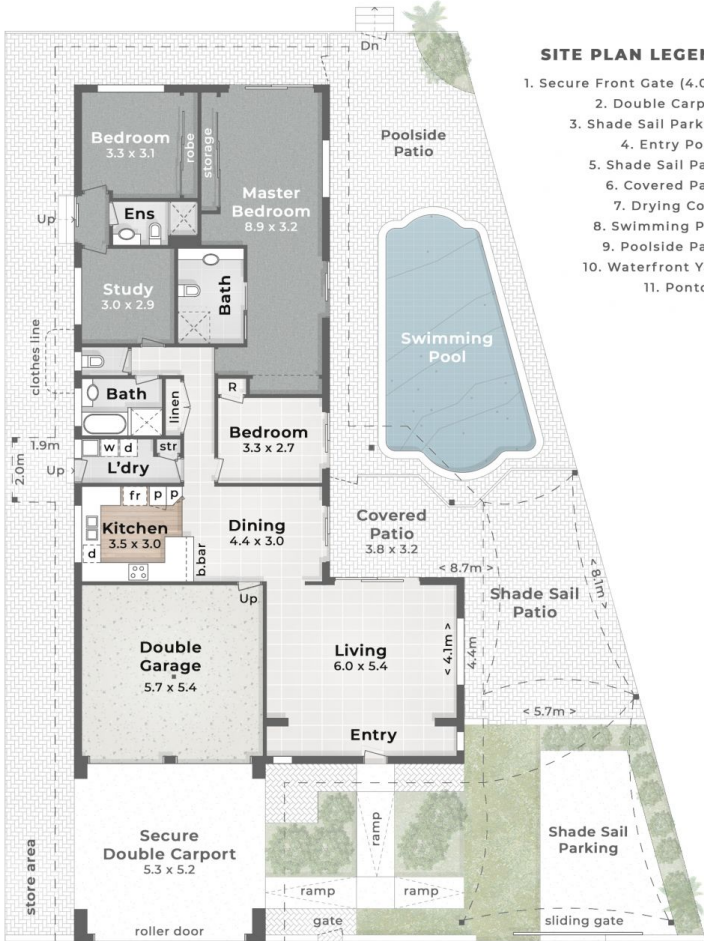 Dn
SITE PLAN LEGEN
1. Secure Front Gate (4.0
2. Double Carp
3. Shade Sail Park
4. Entry Po
5. Shade Sail Pa
6. Covered Pa
7. Drying Co
8. Swimming P
9. Poolside Pa
10. Waterfront Y
11. Ponto
Poolside
Patio
Bedroom
3.3 x 3.1
robe
storage
Master
Bedroom
8.9 x 3.2
Up
Ens
Study
3.0 x 2.9
Bath
Swimming
Pool
clothes line
Bath
linen
R
Bedroom
3.3 x 2.7
1.9m
2.0m
Up
w d
str
L'dry
fr p p
Kitchen
3.5 x 3.0
d
b.bar
Dining
4.4 x 3.0
Covered
Patio
3.8 x 3.2
< 8.7m >
< 8.1m >
Shade Sail
Patio
Up
Double
Garage
5.7 x 5.4
Living
6.0 x 5.4
< 4.1m >
4.4m
< 5.7m >
Entry
Secure
Double Carport
5.3 x 5.2
ramp
Shade Sail
Parking
store area
ramp
ramp
roller door
gate
sliding gate